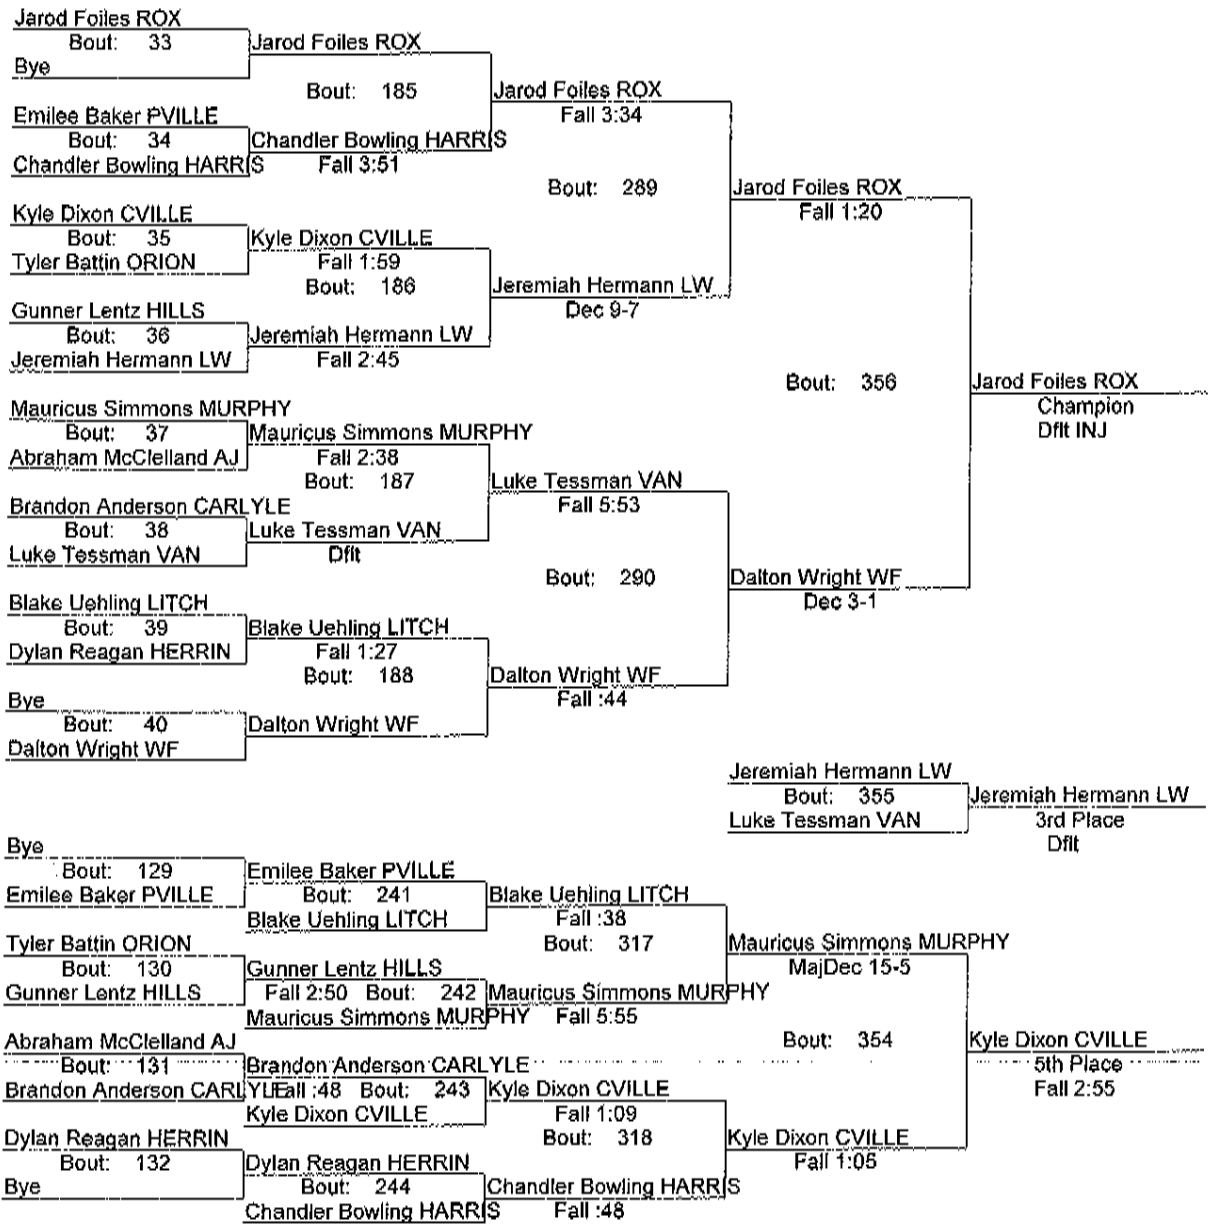 Jarod Foiles ROX
Bout: 33
Jarod Foiles ROX
Bye
Bout: 185
Jarod Foiles ROX
Emilee Baker PVILLE
Fall 3:34
Bout: 34
Chandler Bowling HARRIS
Chandler Bowling HARRIS
Fall 3:51
Bout: 289
Jarod Foiles ROX
Kyle Dixon CVILLE
Fall 1:20
Bout: 35
Kyle Dixon CVILLE
Tyler Battin ORION
Fall 1:59
Bout: 186
Jeremiah Hermann LW
Gunner Lentz HILLS
Dec 9-7
Bout: 36
Jeremiah Hermann LW
Jeremiah Hermann LW
Fall 2:45
Bout: 356
Jarod Foiles ROX
Champion
Dflt INJ
Mauricus Simmons MURPHY
Bout: 37
Mauricus Simmons MURPHY
Abraham McClelland AJ
Fall 2:38
Bout: 187
Luke Tessman VAN
Brandon Anderson CARLYLE
Fall 5:53
Bout: 38
Luke Tessman VAN
Luke Tessman VAN
Dflt
Bout: 290
Dalton Wright WF
Blake Uehling LITCH
Dec 3-1
Bout: 39
Blake Uehling LITCH
Dylan Reagan HERRIN
Fall 1:27
Bout: 188
Dalton Wright WF
Bye
Fall :44
Bout: 40
Dalton Wright WF
Dalton Wright WF
Jeremiah Hermann LW
Bout: 355
Jeremiah Hermann LW
Luke Tessman VAN
3rd Place
Dflt
Bye
Bout: 129
Emilee Baker PVILLE
Emilee Baker PVILLE
Bout: 241
Blake Uehling LITCH
Blake Uehling LITCH
Fall :38
Tyler Battin ORION
Bout: 317
Mauricus Simmons MURPHY
Bout: 130
Gunner Lentz HILLS
MajDec 15-5
Gunner Lentz HILLS
Fall 2:50 Bout: 242
Mauricus Simmons MURPHY
Mauricus Simmons MURPHY
Fall 5:55
Abraham McClelland AJ
Bout: 354
Kyle Dixon CVILLE
Bout: 131
Brandon Anderson CARLYLE
5th Place
Brandon Anderson CARLYLE
Fall :48 Bout: 243
Kyle Dixon CVILLE
Fall 2:55
Kyle Dixon CVILLE
Fall 1:09
Dylan Reagan HERRIN
Bout: 318
Kyle Dixon CVILLE
Bout: 132
Dylan Reagan HERRIN
Fall 1:05
Bye
Bout: 244
Chandler Bowling HARRIS
Chandler Bowling HARRIS
Fall :48